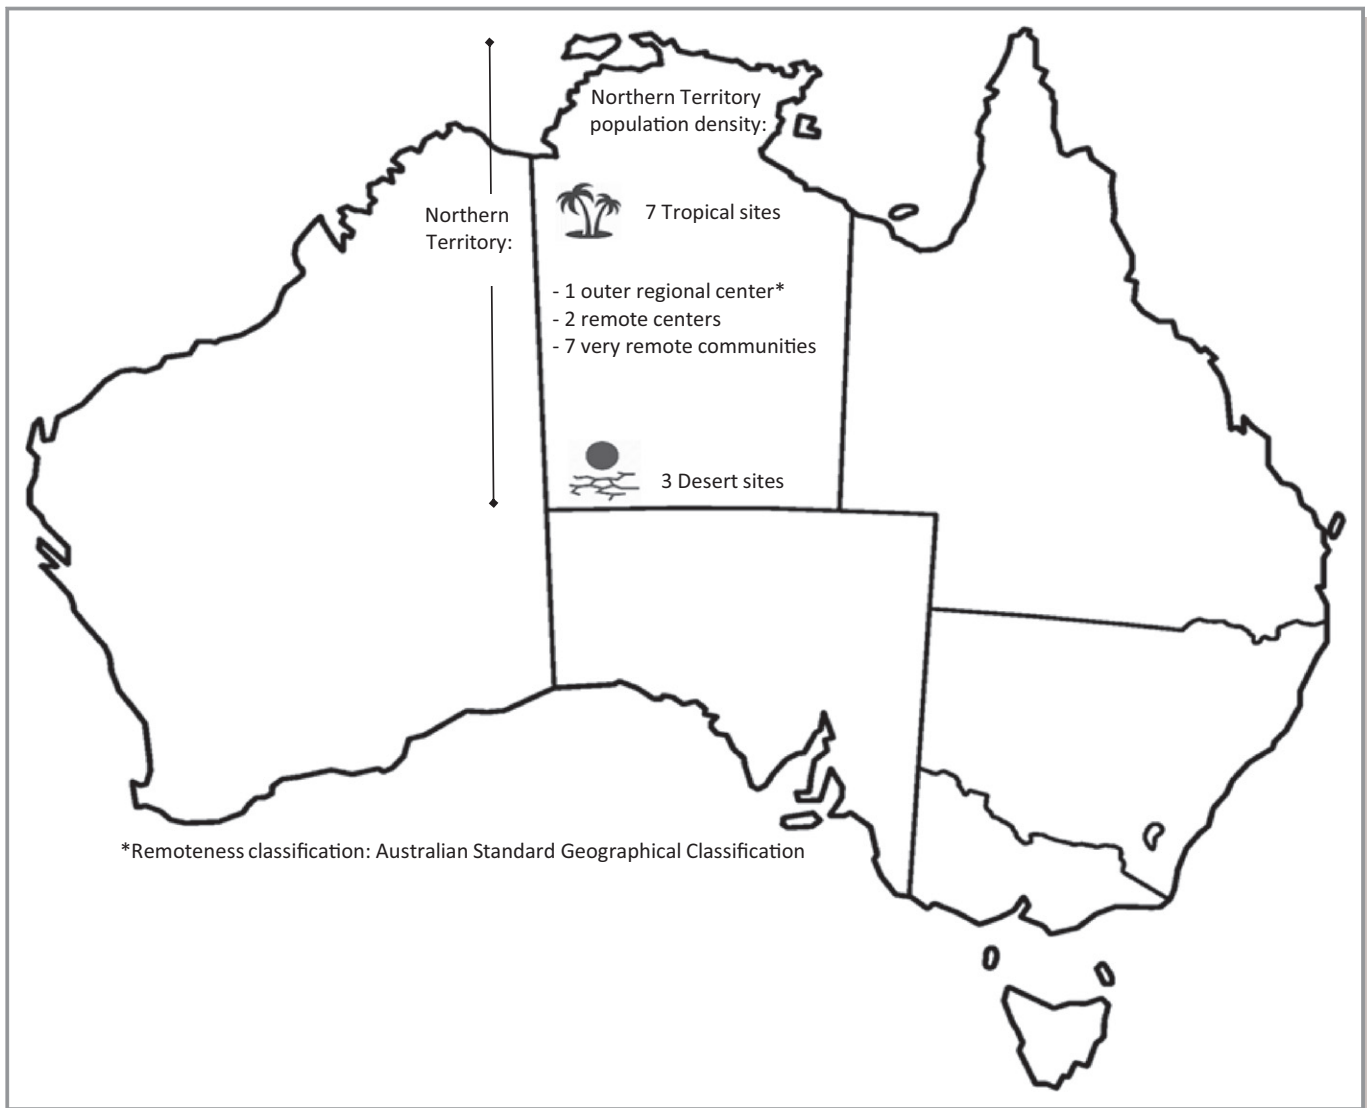 Northern Territory
population density:
7 Tropical sites
Northern
Territory:
- 1 outer regional center*
- 2 remote centers
- 7 very remote communities
3 Desert sites
*Remoteness classification: Australian Standard Geographical Classification